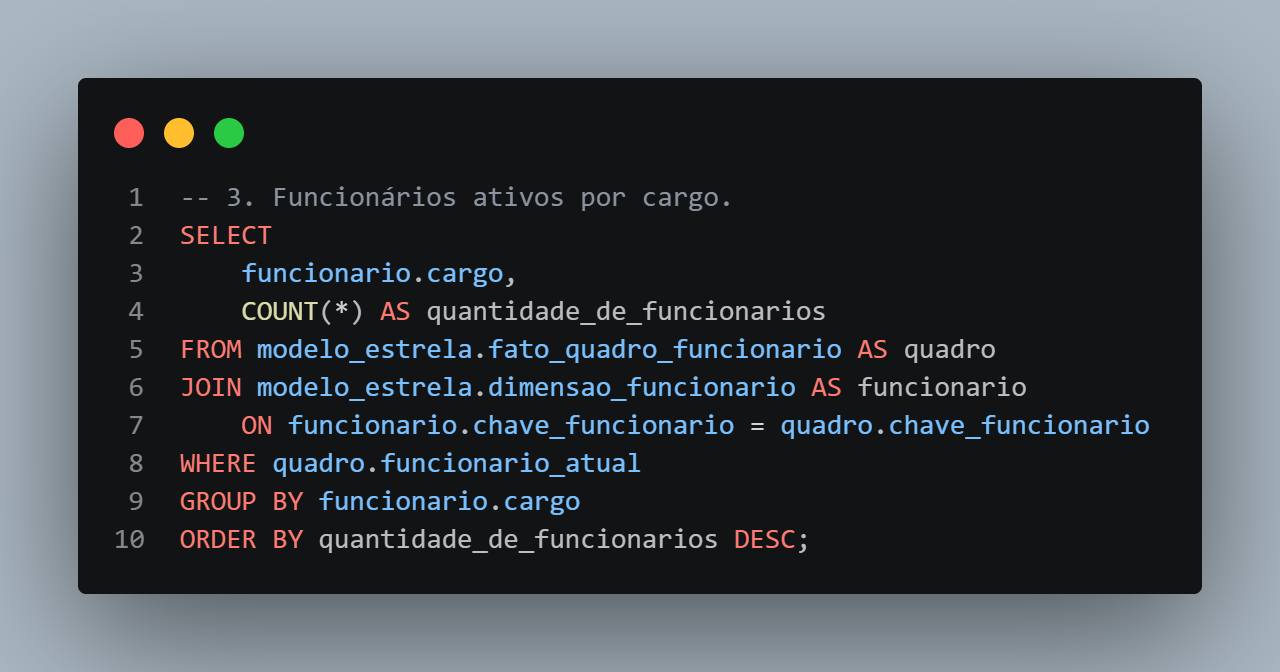 1 -- 3. Funcionários ativos por cargo.
2 SELECT
3     funcionario.cargo,
4     COUNT(*) AS quantidade_de_funcionarios
5 FROM modelo_estrela.fato_quadro_funcionario AS quadro
6 JOIN modelo_estrela.dimensao_funcionario AS funcionario
7     ON funcionario.chave_funcionario = quadro.chave_funcionario
8 WHERE quadro.funcionario_atual
9 GROUP BY funcionario.cargo
10 ORDER BY quantidade_de_funcionarios DESC;